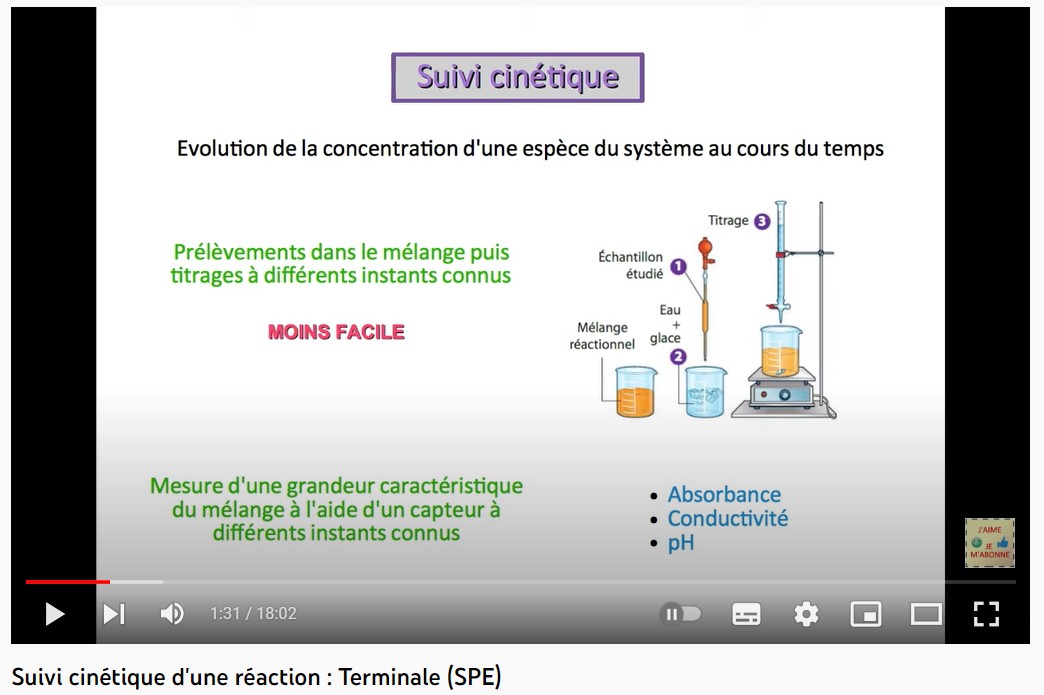 Suivi cinétique
Evolution de la concentration d'une espèce du système au cours du temps
Prélèvements dans le mélange puis
titrages à différents instants connus
MOINS FACILE
Titrage 3
Échantillon
étudié 1
Eau
+
glace
2
Mélange
réactionnel
Mesure d'une grandeur caractéristique
du mélange à l'aide d'un capteur à
différents instants connus
• Absorbance
• Conductivité
• pH
J'AIME
JE
M'ABONNE
1:31 / 18:02
Suivi cinétique d'une réaction : Terminale (SPE)